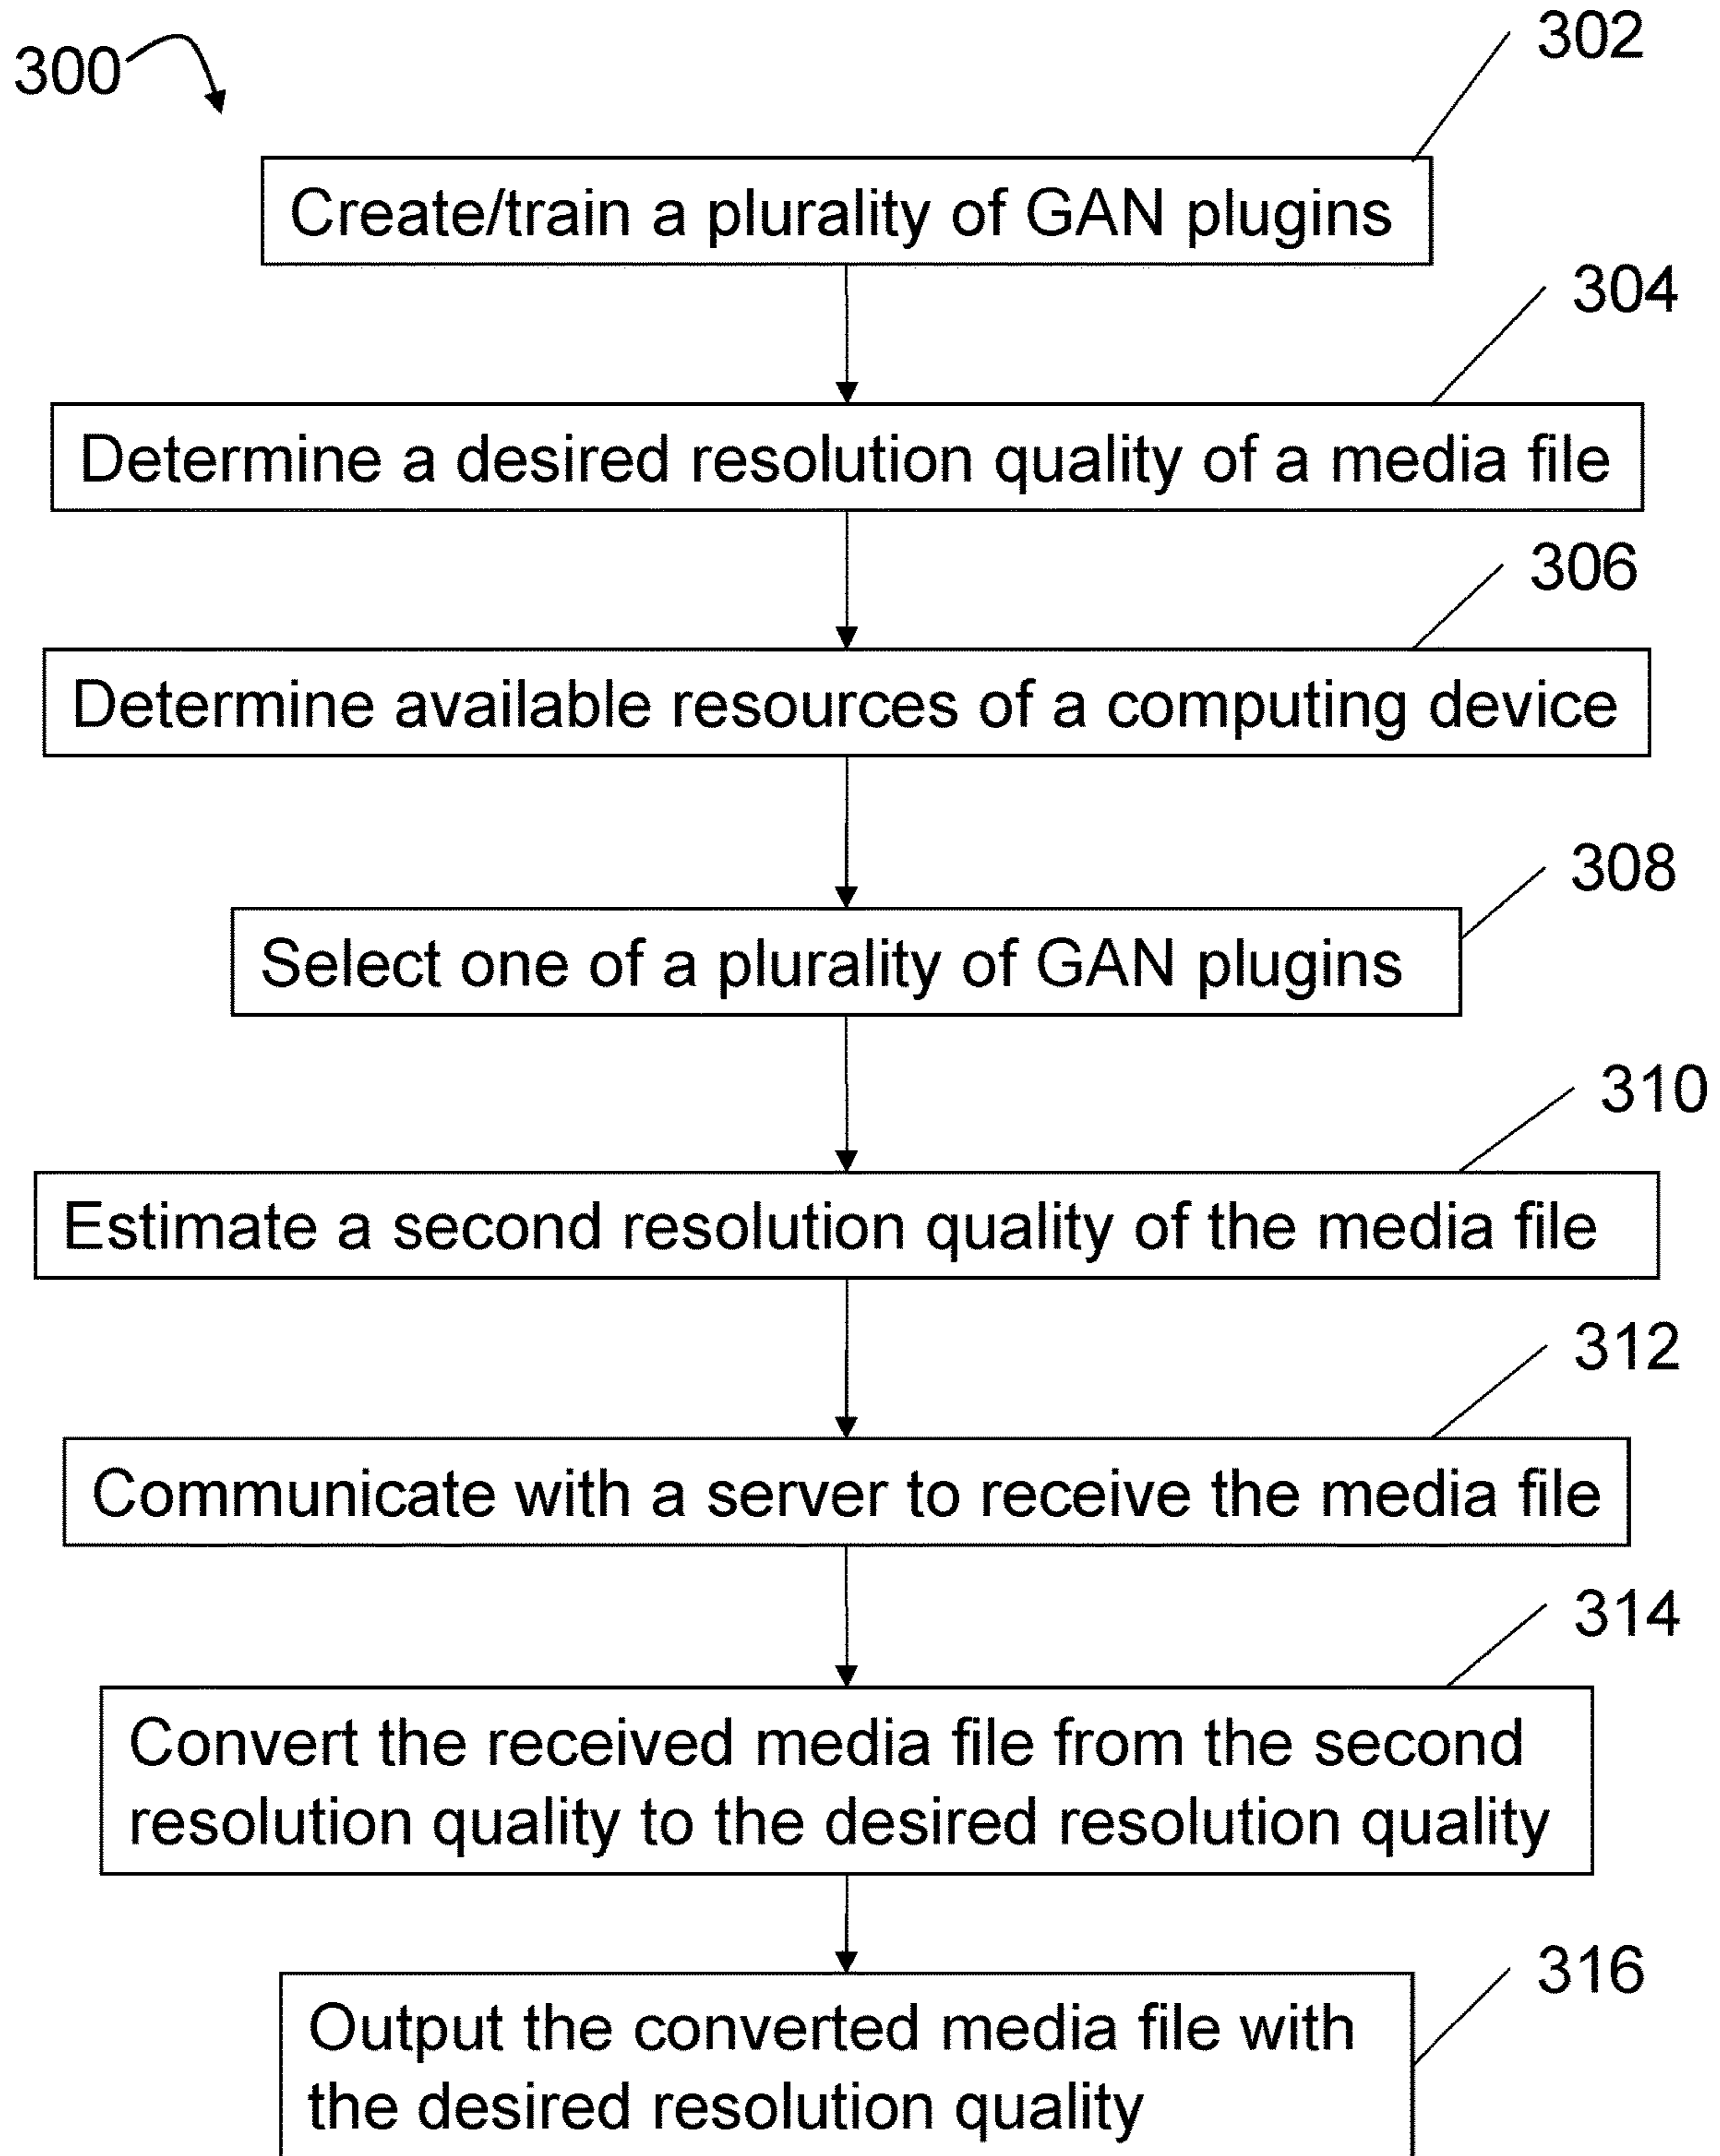 300
302
Create/train a plurality of GAN plugins
304
Determine a desired resolution quality of a media file
306
Determine available resources of a computing device
308
Select one of a plurality of GAN plugins
310
Estimate a second resolution quality of the media file
312
Communicate with a server to receive the media file
314
Convert the received media file from the second
resolution quality to the desired resolution quality
316
Output the converted media file with
the desired resolution quality